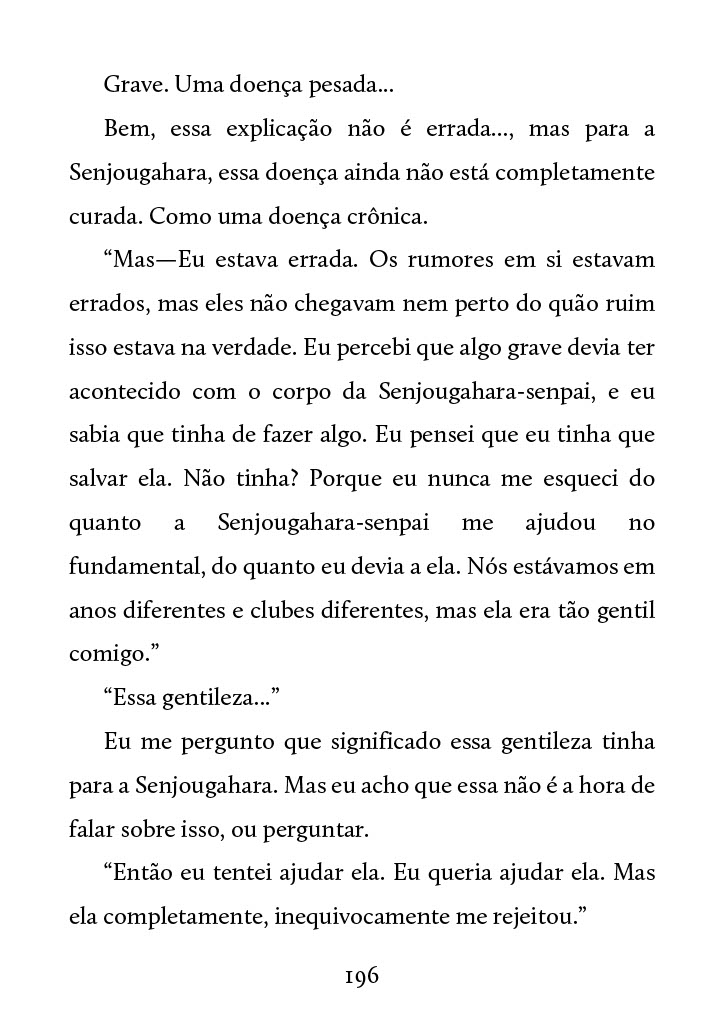 Grave. Uma doença pesada...
Bem, essa explicação não é errada..., mas para a
Senjougahara, essa doença ainda não está completamente
curada. Como uma doença crônica.
“Mas—Eu estava errada. Os rumores em si estavam
errados, mas eles não chegavam nem perto do quão ruim
isso estava na verdade. Eu percebi que algo grave devia ter
acontecido com o corpo da Senjougahara-senpai, e eu
sabia que tinha de fazer algo. Eu pensei que eu tinha que
salvar ela. Não tinha? Porque eu nunca me esqueci do
quanto a Senjougahara-senpai me ajudou no
fundamental, do quanto eu devia a ela. Nós estávamos em
anos diferentes e clubes diferentes, mas ela era tão gentil
comigo.”
“Essa gentileza...”
Eu me pergunto que significado essa gentileza tinha
para a Senjougahara. Mas eu acho que essa não é a hora de
falar sobre isso, ou perguntar.
“Então eu tentei ajudar ela. Eu queria ajudar ela. Mas
ela completamente, inequivocamente me rejeitou.”
196